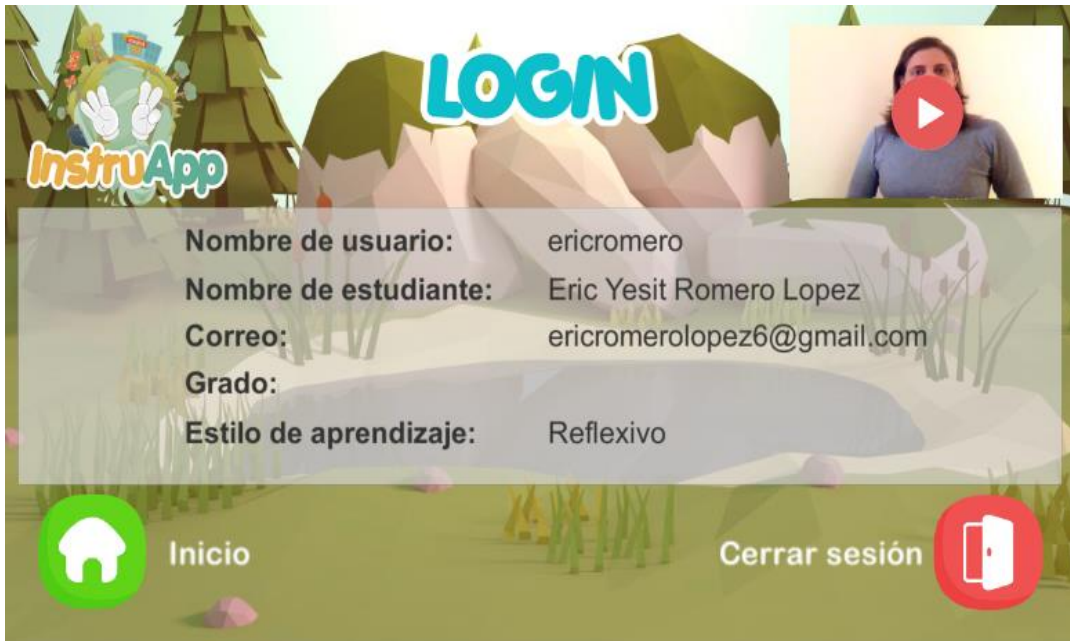 LOGIN
InstruApp
Nombre de usuario: ericromero
Nombre de estudiante: Eric Yesit Romero Lopez
Correo: ericromerolopez6@gmail.com
Grado:
Estilo de aprendizaje: Reflexivo
Inicio
Cerrar sesión